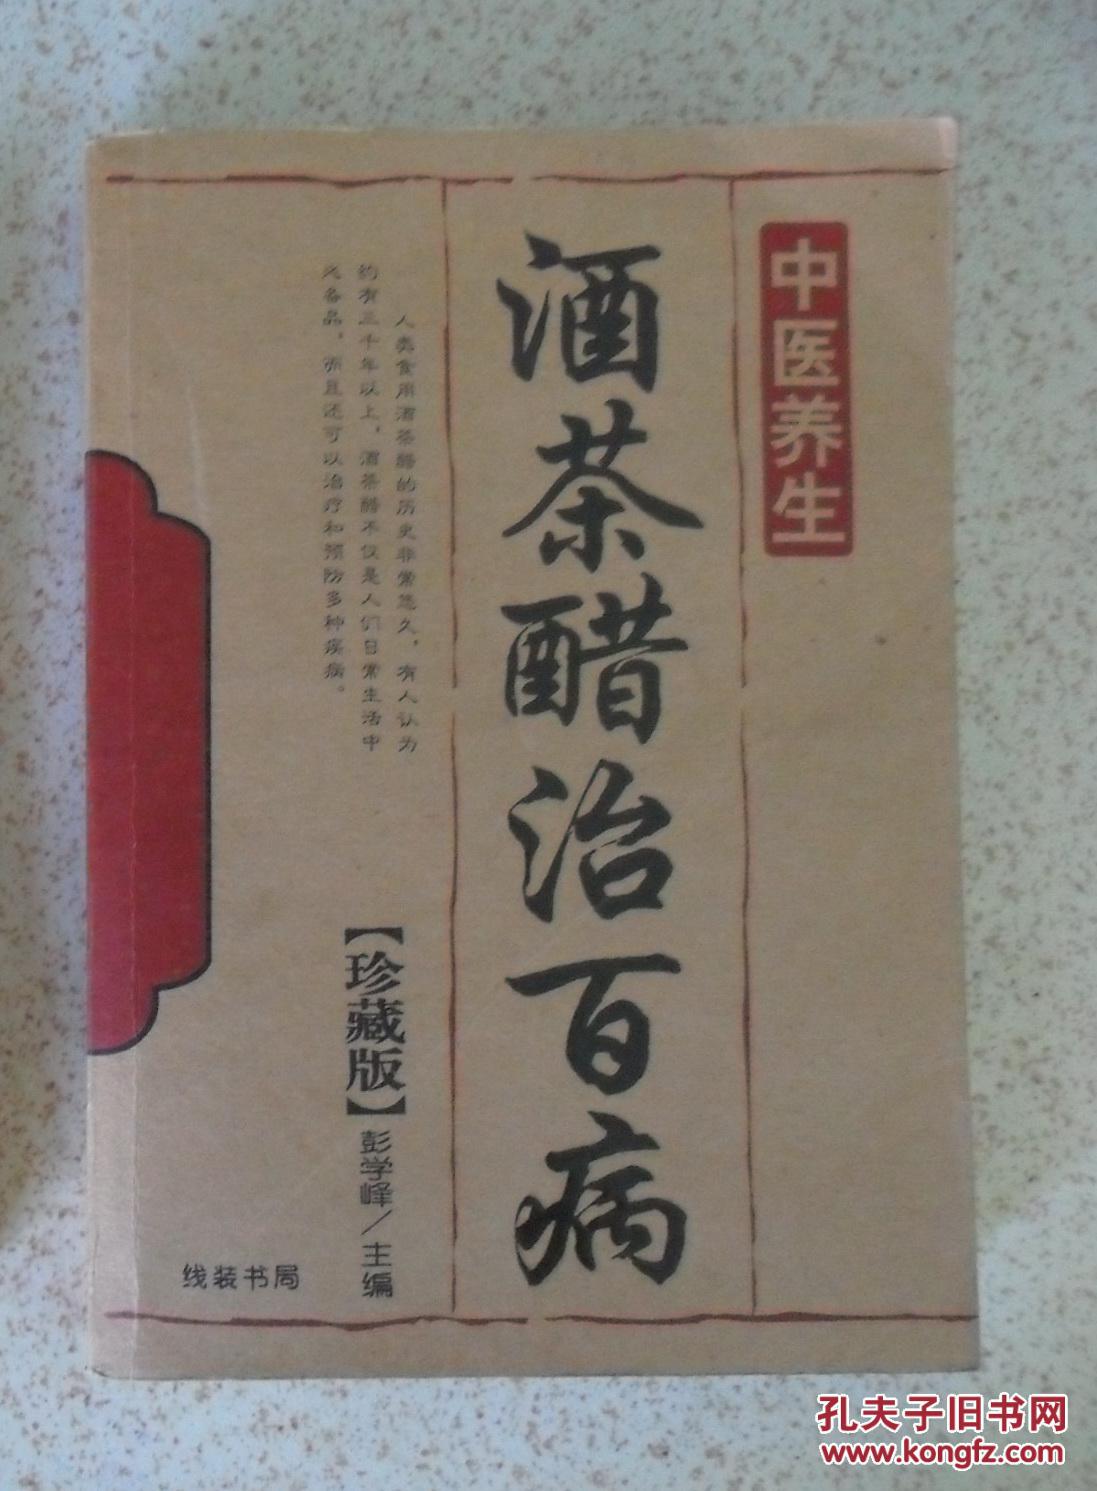 中医养生
酒茶醋治百病
人类食用酒茶醋的历史非常悠久，有人认为
约有三千年以上，酒茶醋不仅是人们日常生活中
必备品，而且还可以治疗和预防多种疾病。
【珍藏版】
彭学峰/主编
线装书局
孔夫子旧书网
www.kongfz.com